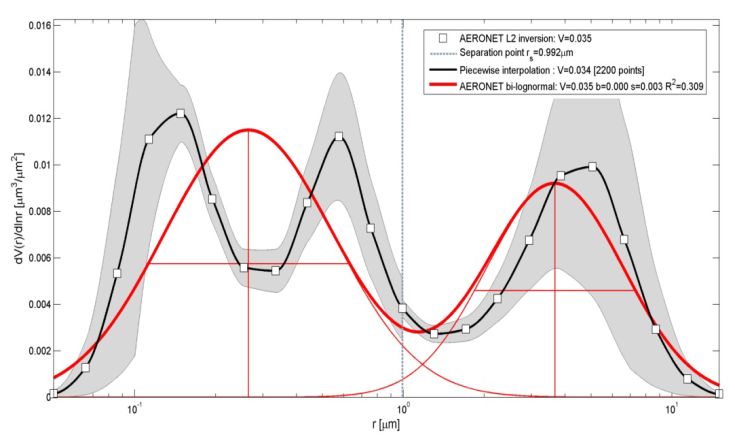 0.016
0.014
0.012
0.01
0.008
0.006
0.004
0.002
0
dV(r)/dlnr [μm³/μm²]
AERONET L2 inversion: V=0.035
Separation point rₛ=0.992μm
Piecewise interpolation : V=0.034 [2200 points]
AERONET bi-lognormal: V=0.035 b=0.000 s=0.003 R²=0.309
10⁻¹
10⁰
10¹
r [μm]